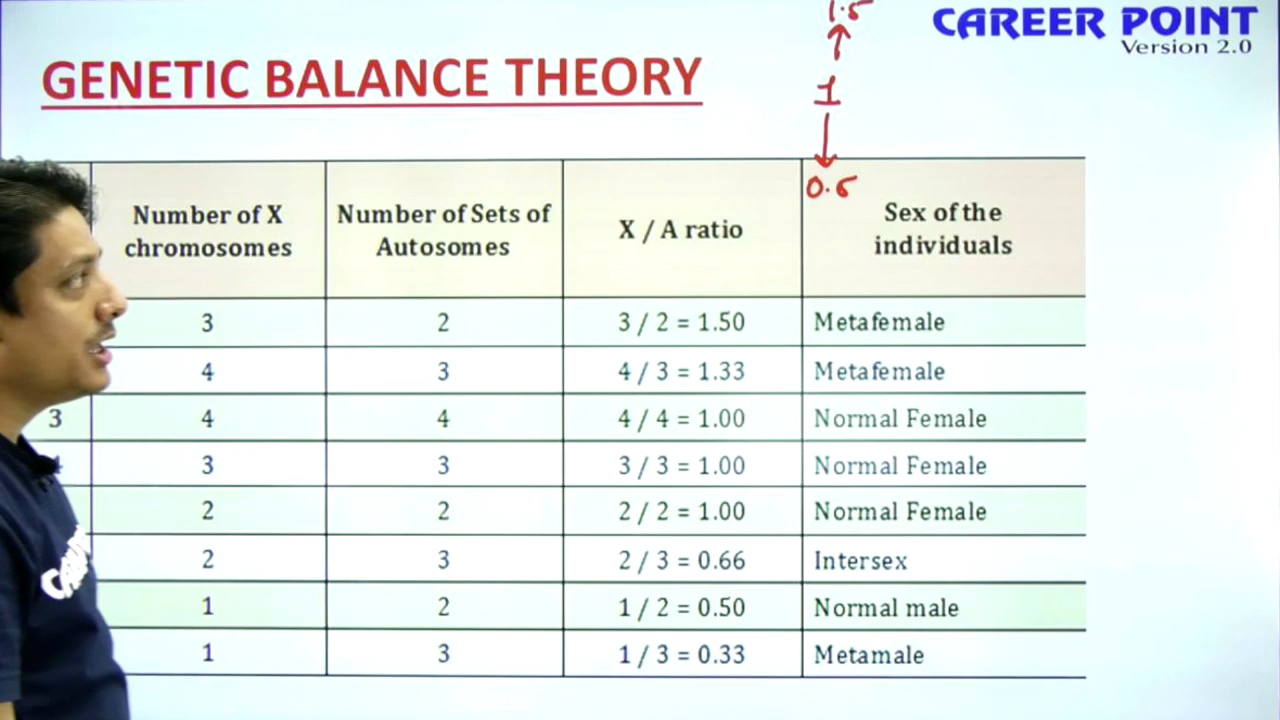 1.5
CAREER POINT
Version 2.0
GENETIC BALANCE THEORY
1
0.5
Number of X chromosomes
Number of Sets of Autosomes
X / A ratio
Sex of the individuals
3 2 3 / 2 = 1.50 Metafemale
4 3 4 / 3 = 1.33 Metafemale
3 4 4 4 / 4 = 1.00 Normal Female
3 3 3 / 3 = 1.00 Normal Female
2 2 2 / 2 = 1.00 Normal Female
2 3 2 / 3 = 0.66 Intersex
1 2 1 / 2 = 0.50 Normal male
1 3 1 / 3 = 0.33 Metamale